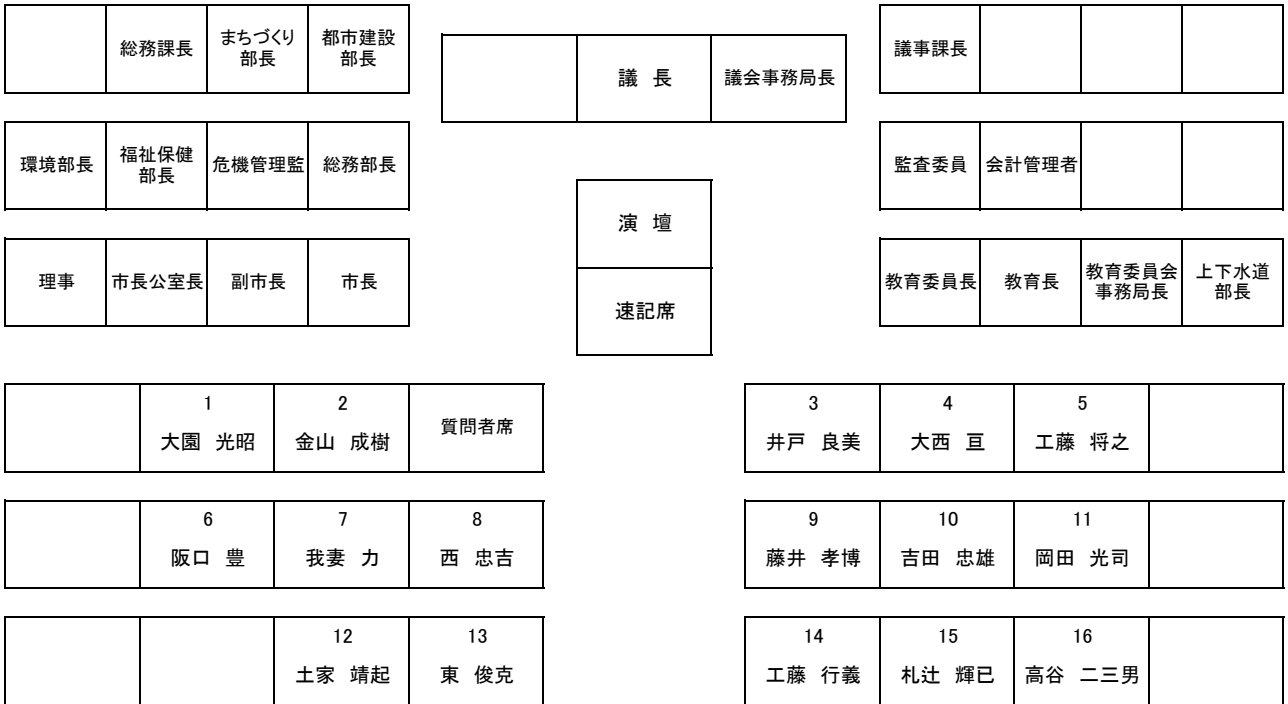 総務課長
まちづくり
部長
都市建設
部長
議 長
議会事務局長
議事課長
環境部長
福祉保健
部長
危機管理監
総務部長
演 壇
監査委員
会計管理者
理事
市長公室長
副市長
市長
速記席
教育委員長
教育長
教育委員会
事務局長
上下水道
部長
1
大園 光昭
2
金山 成樹
質問者席
3
井戸 良美
4
大西 亘
5
工藤 将之
6
阪口 豊
7
我妻 力
8
西 忠吉
9
藤井 孝博
10
吉田 忠雄
11
岡田 光司
12
土家 靖起
13
東 俊克
14
工藤 行義
15
札辻 輝已
16
高谷 二三男